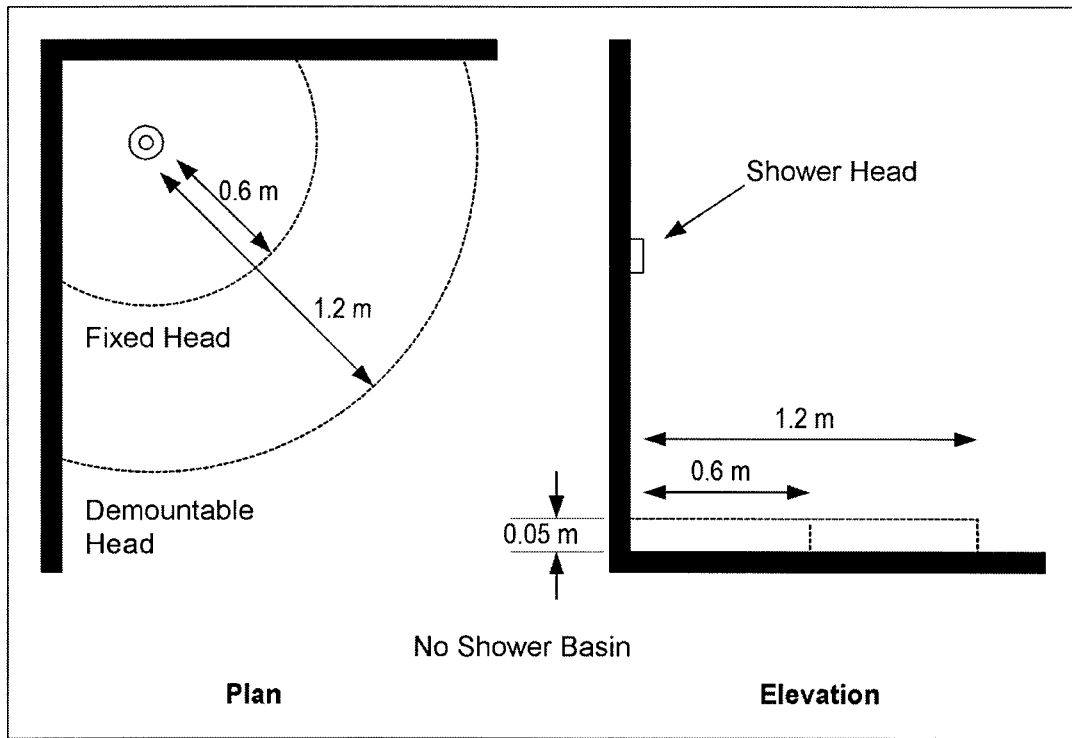 0.6 m
1.2 m
Fixed Head
Demountable
Head
Shower Head
1.2 m
0.6 m
0.05 m
No Shower Basin
Plan
Elevation